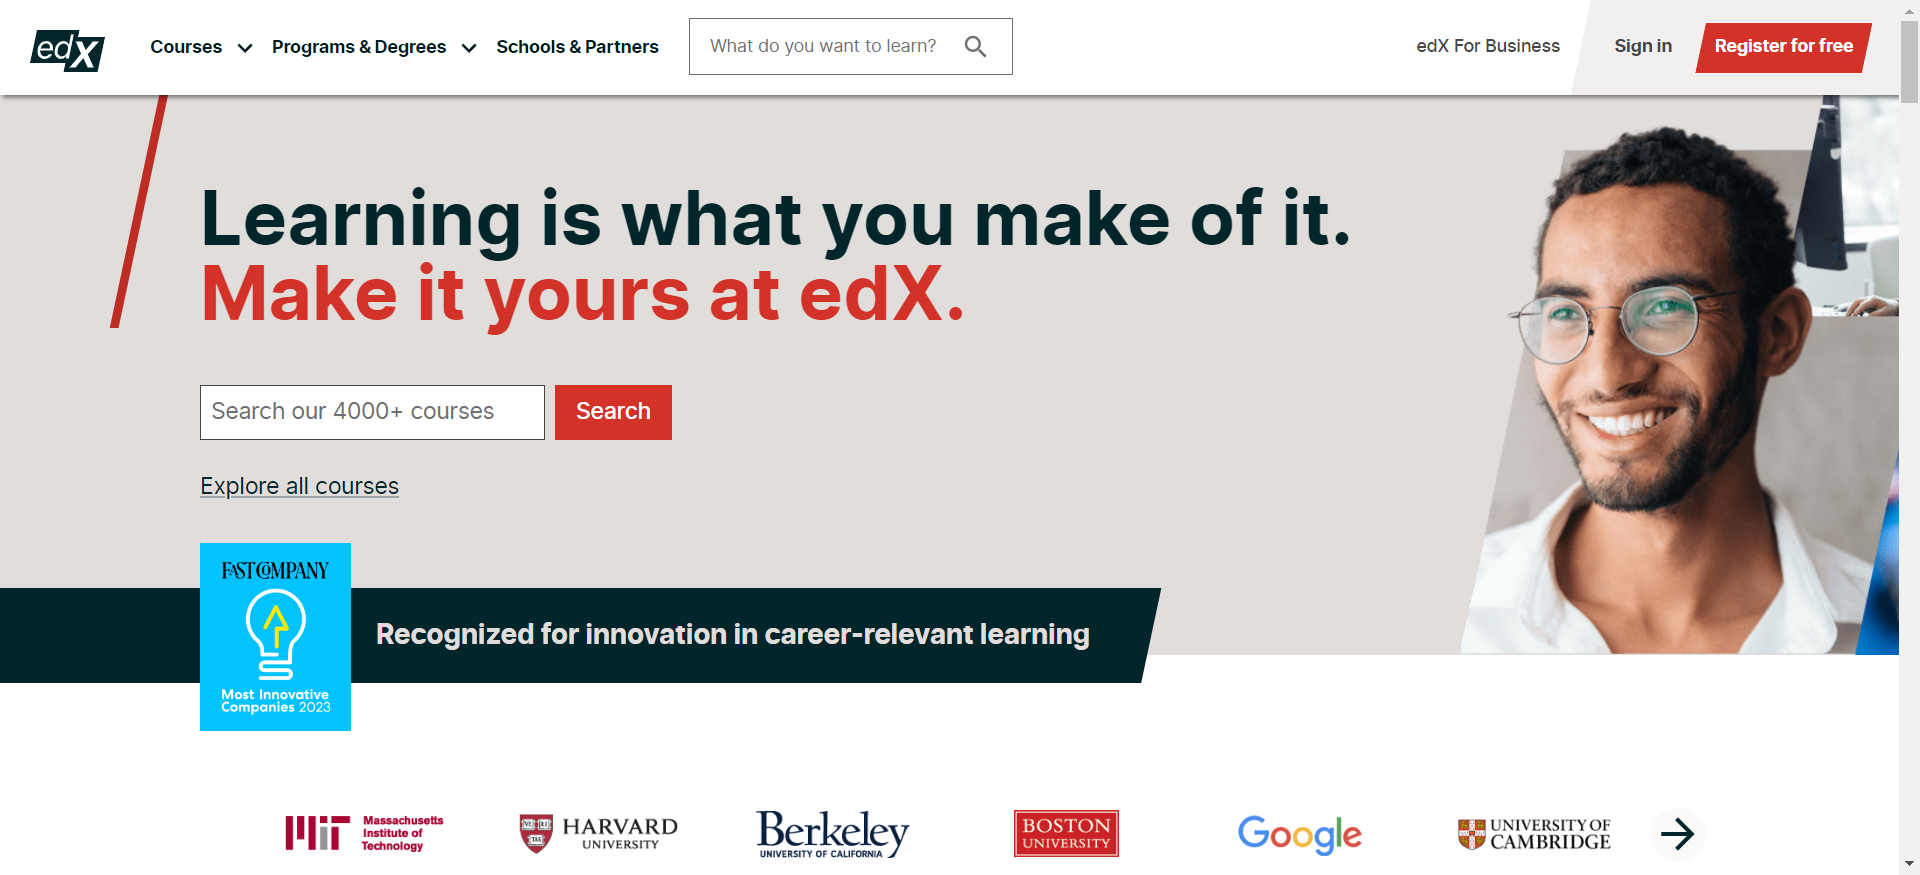 edX
Courses
Programs & Degrees
Schools & Partners
What do you want to learn?
edX For Business
Sign in
Register for free
Learning is what you make of it.
Make it yours at edX.
Search our 4000+ courses
Search
Explore all courses
FAST COMPANY
Most Innovative
Companies 2023
Recognized for innovation in career-relevant learning
MIT
Massachusetts
Institute of
Technology
VE RI
TAS
HARVARD
UNIVERSITY
Berkeley
UNIVERSITY OF CALIFORNIA
BOSTON
UNIVERSITY
Google
UNIVERSITY OF
CAMBRIDGE